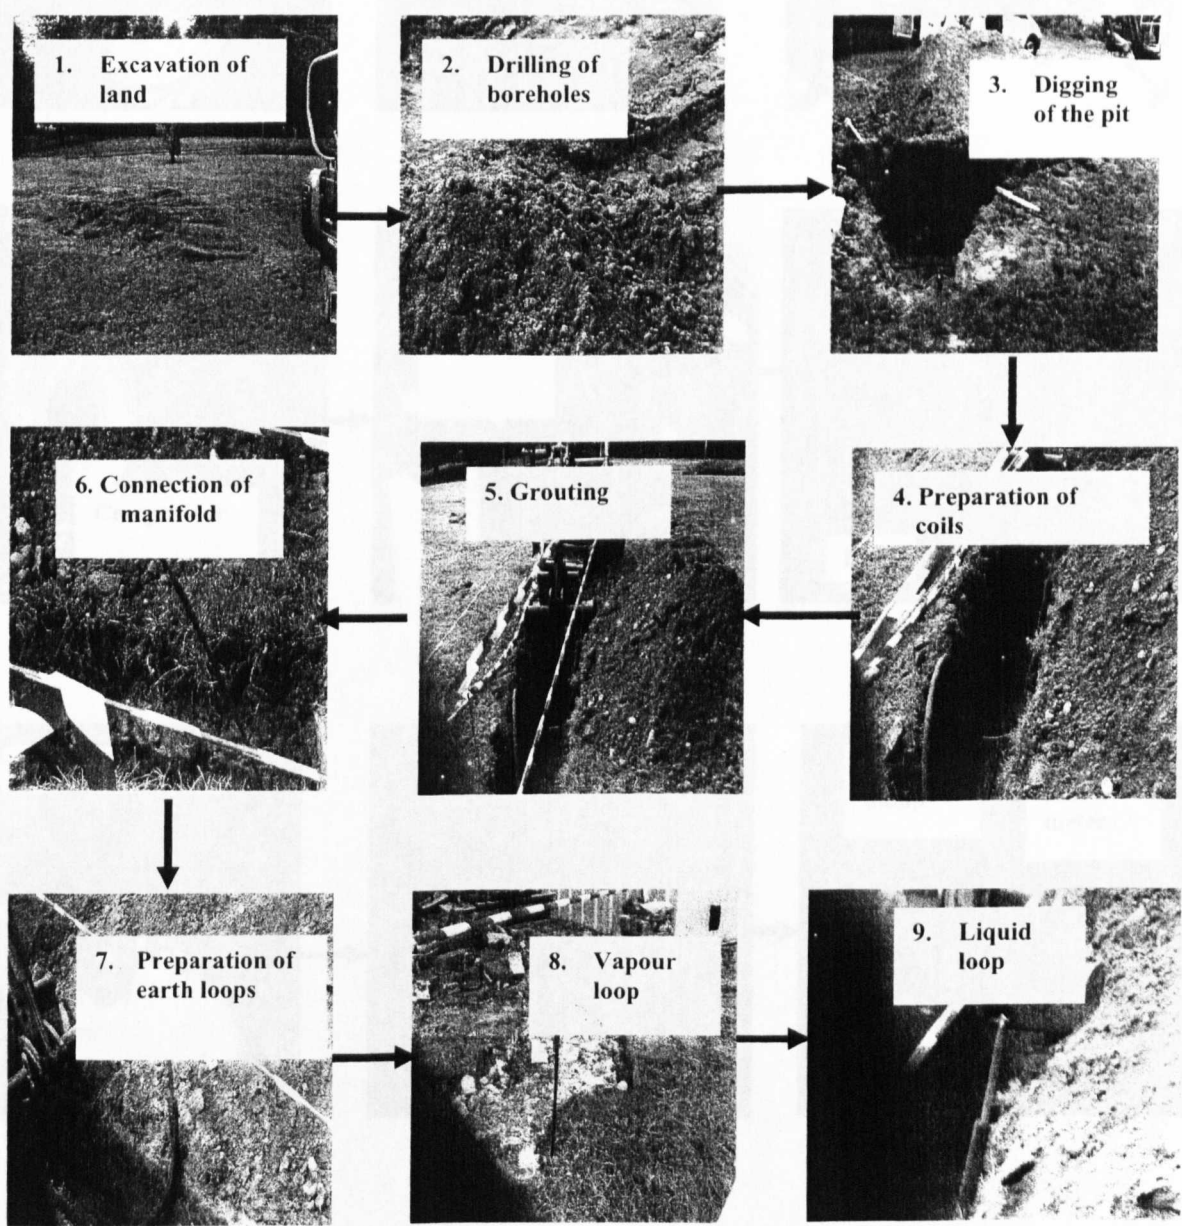 1. Excavation of
land
2. Drilling of
boreholes
3. Digging
of the pit
6. Connection of
manifold
5. Grouting
4. Preparation of
coils
7. Preparation of
earth loops
8. Vapour
loop
9. Liquid
loop